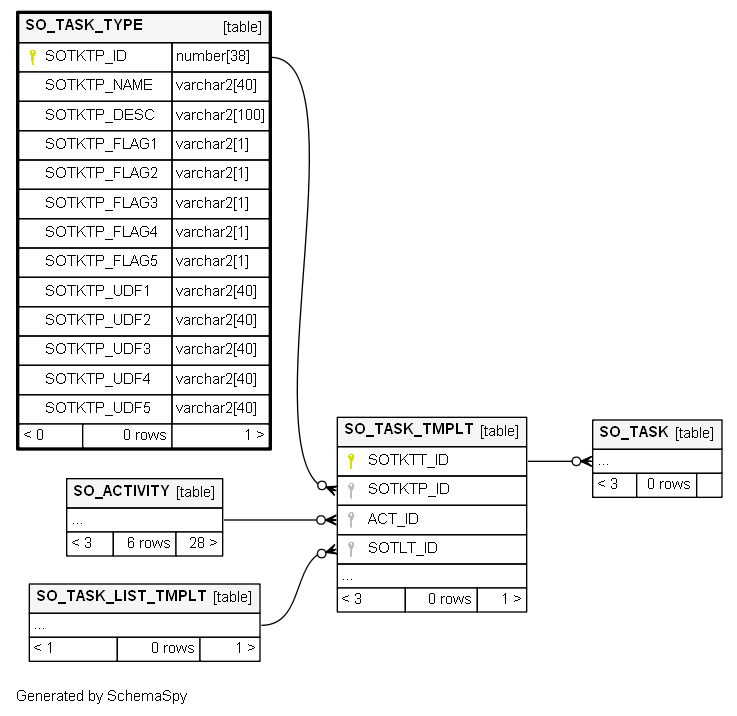 SO_TASK_TYPE [table]
SOTKTP_ID number[38]
SOTKTP_NAME varchar2[40]
SOTKTP_DESC varchar2[100]
SOTKTP_FLAG1 varchar2[1]
SOTKTP_FLAG2 varchar2[1]
SOTKTP_FLAG3 varchar2[1]
SOTKTP_FLAG4 varchar2[1]
SOTKTP_FLAG5 varchar2[1]
SOTKTP_UDF1 varchar2[40]
SOTKTP_UDF2 varchar2[40]
SOTKTP_UDF3 varchar2[40]
SOTKTP_UDF4 varchar2[40]
SOTKTP_UDF5 varchar2[40]
< 0 0 rows 1 >
SO_TASK_TMPLT [table]
SOTKTT_ID
SOTKTP_ID
ACT_ID
SOTLT_ID
...
< 3 0 rows 1 >
SO_TASK [table]
...
< 3 0 rows
SO_ACTIVITY [table]
...
< 3 6 rows 28 >
SO_TASK_LIST_TMPLT [table]
...
< 1 0 rows 1 >
Generated by SchemaSpy